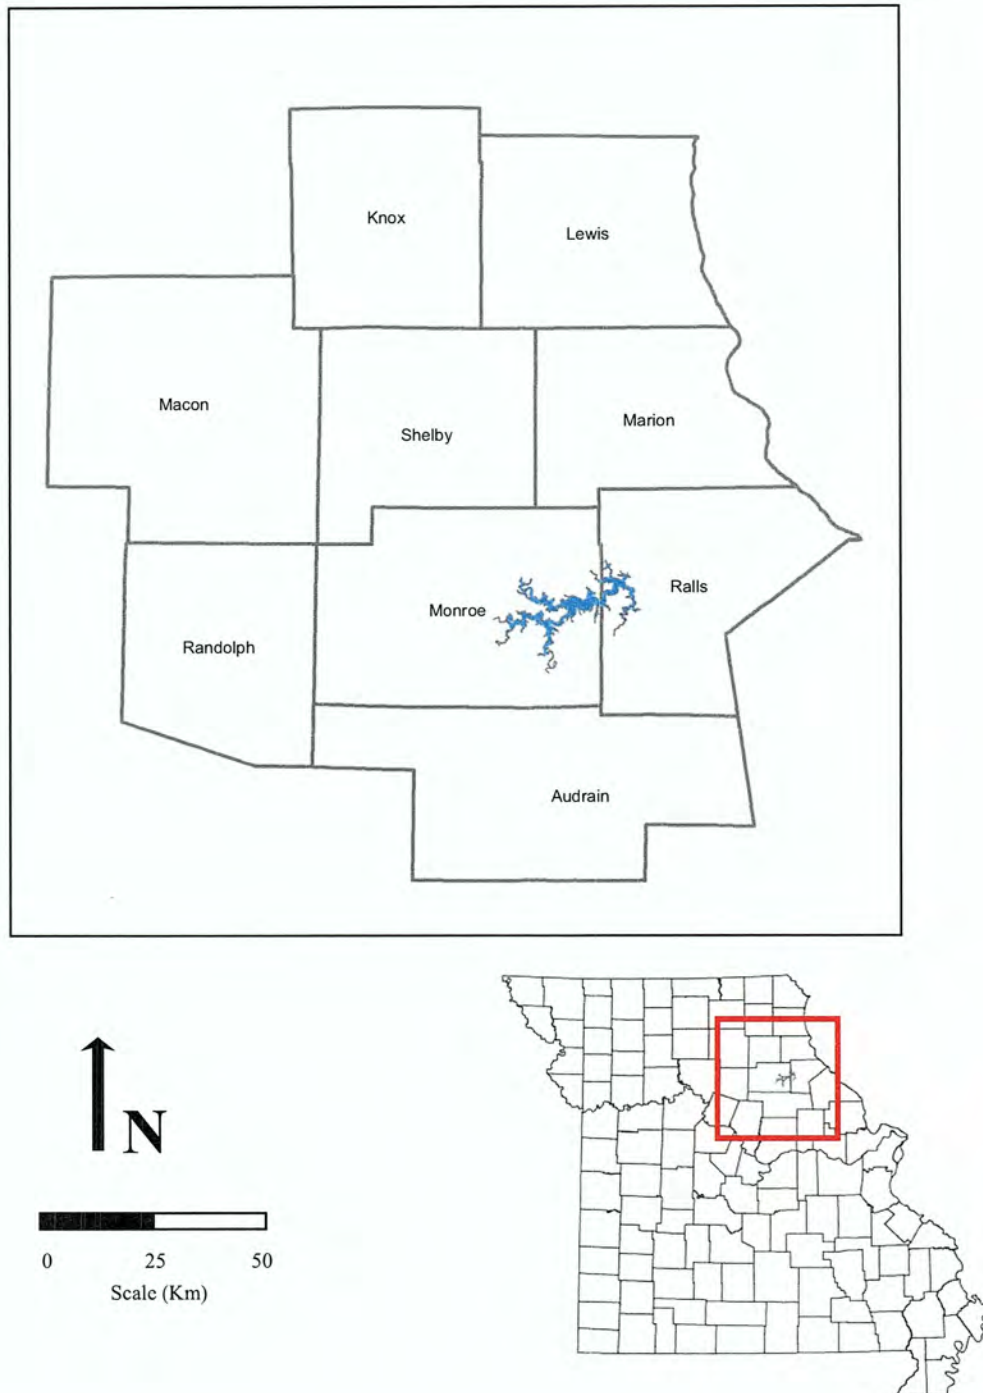 Knox
Lewis
Macon
Shelby
Marion
Monroe
Ralls
Randolph
Audrain
N
0 25 50
Scale (Km)